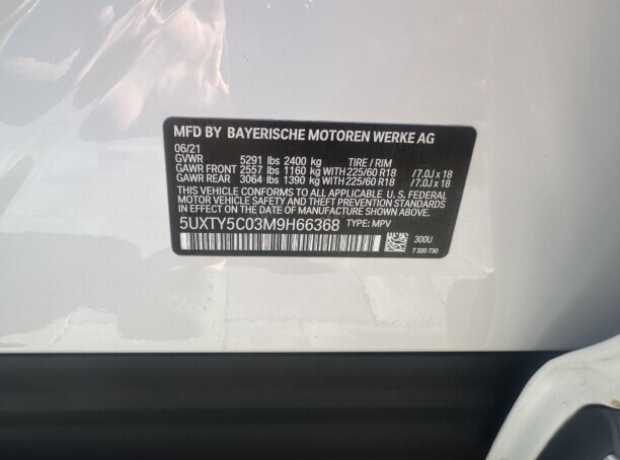 MFD BY BAYERISCHE MOTOREN WERKE AG
06/21
GVWR 5291 lbs 2400 kg TIRE / RIM
GAWR FRONT 2557 lbs 1160 kg WITH 225/60 R18 /7.0J x 18
GAWR REAR 3064 lbs 1390 kg WITH 225/60 R18 /7.0J x 18
THIS VEHICLE CONFORMS TO ALL APPLICABLE U.S. FEDERAL
MOTOR VEHICLE SAFETY AND THEFT PREVENTION STANDARDS
IN EFFECT ON THE DATE OF MANUFACTURE SHOWN ABOVE.
5UXTY5C03M9H66368 TYPE: MPV
300U